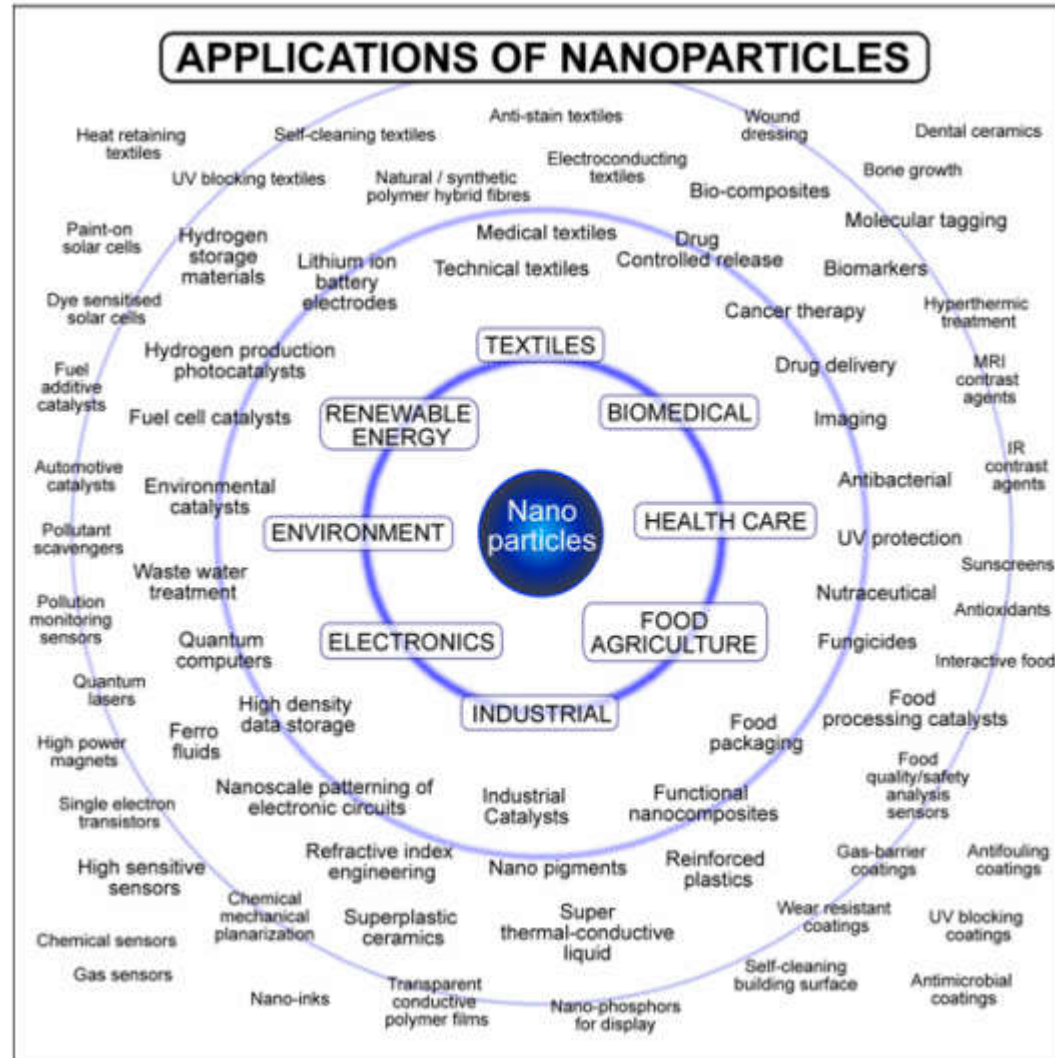 APPLICATIONS OF NANOPARTICLES
Anti-stain textiles
Wound
dressing
Heat retaining
textiles
Self-cleaning textiles
Dental ceramics
Electroconducting
textiles
Bone growth
UV blocking textiles
Natural / synthetic
polymer hybrid fibres
Bio-composites
Paint-on
solar cells
Hydrogen
storage
materials
Medical textiles
Molecular tagging
Lithium ion
battery
electrodes
Technical textiles
Drug
Controlled release
Biomarkers
Dye sensitised
solar cells
Cancer therapy
Hyperthermic
treatment
Hydrogen production
photocatalysts
TEXTILES
Drug delivery
MRI
contrast
agents
Fuel
additive
catalysts
Fuel cell catalysts
RENEWABLE
ENERGY
BIOMEDICAL
Imaging
IR
contrast
agents
Automotive
catalysts
Environmental
catalysts
Antibacterial
Nano
particles
ENVIRONMENT
HEALTH CARE
Pollutant
scavengers
UV protection
Sunscreens
Waste water
treatment
Nutraceutical
Antioxidants
Pollution
monitoring
sensors
ELECTRONICS
FOOD
AGRICULTURE
Quantum
computers
Fungicides
Interactive food
Quantum
lasers
High density
data storage
INDUSTRIAL
Food
processing catalysts
High power
magnets
Ferro
fluids
Food
packaging
Food
quality/safety
analysis
sensors
Single electron
transistors
Nanoscale patterning of
electronic circuits
Industrial
Catalysts
Functional
nanocomposites
High sensitive
sensors
Refractive index
engineering
Nano pigments
Reinforced
plastics
Gas-barrier
coatings
Antifouling
coatings
Chemical
mechanical
planarization
Superplastic
ceramics
Super
thermal-conductive
liquid
Wear resistant
coatings
UV blocking
coatings
Chemical sensors
Gas sensors
Nano-inks
Transparent
conductive
polymer films
Nano-phosphors
for display
Self-cleaning
building surface
Antimicrobial
coatings